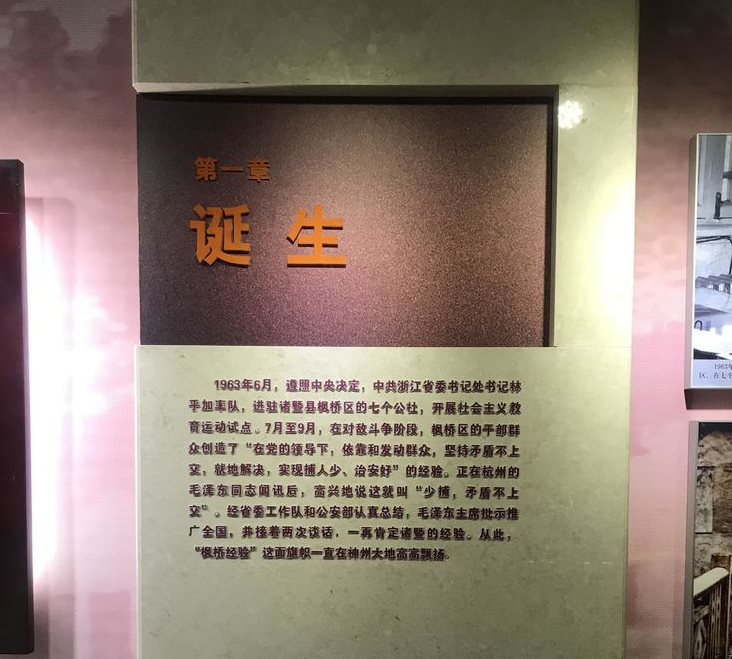 第一章
诞生
1963年6月，遵照中央决定，中共浙江省委书记处书记林
乎加率队，进驻诸暨县枫桥区的七个公社，开展社会主义教
育运动试点。7月至9月，在对敌斗争阶段，枫桥区的干部群
众创造了“在党的领导下，依靠和发动群众，坚持矛盾不上
交，就地解决，实现捕人少、治安好”的经验。正在杭州的
毛泽东同志闻讯后，高兴地说这就叫“少捕，矛盾不上
交”。经省委工作队和公安部认真总结，毛泽东主席批示推
广全国，并接着两次谈话，一再肯定诸暨的经验。从此，
“枫桥经验”这面旗帜一直在神州大地高高飘扬。
1963年
区，在七个